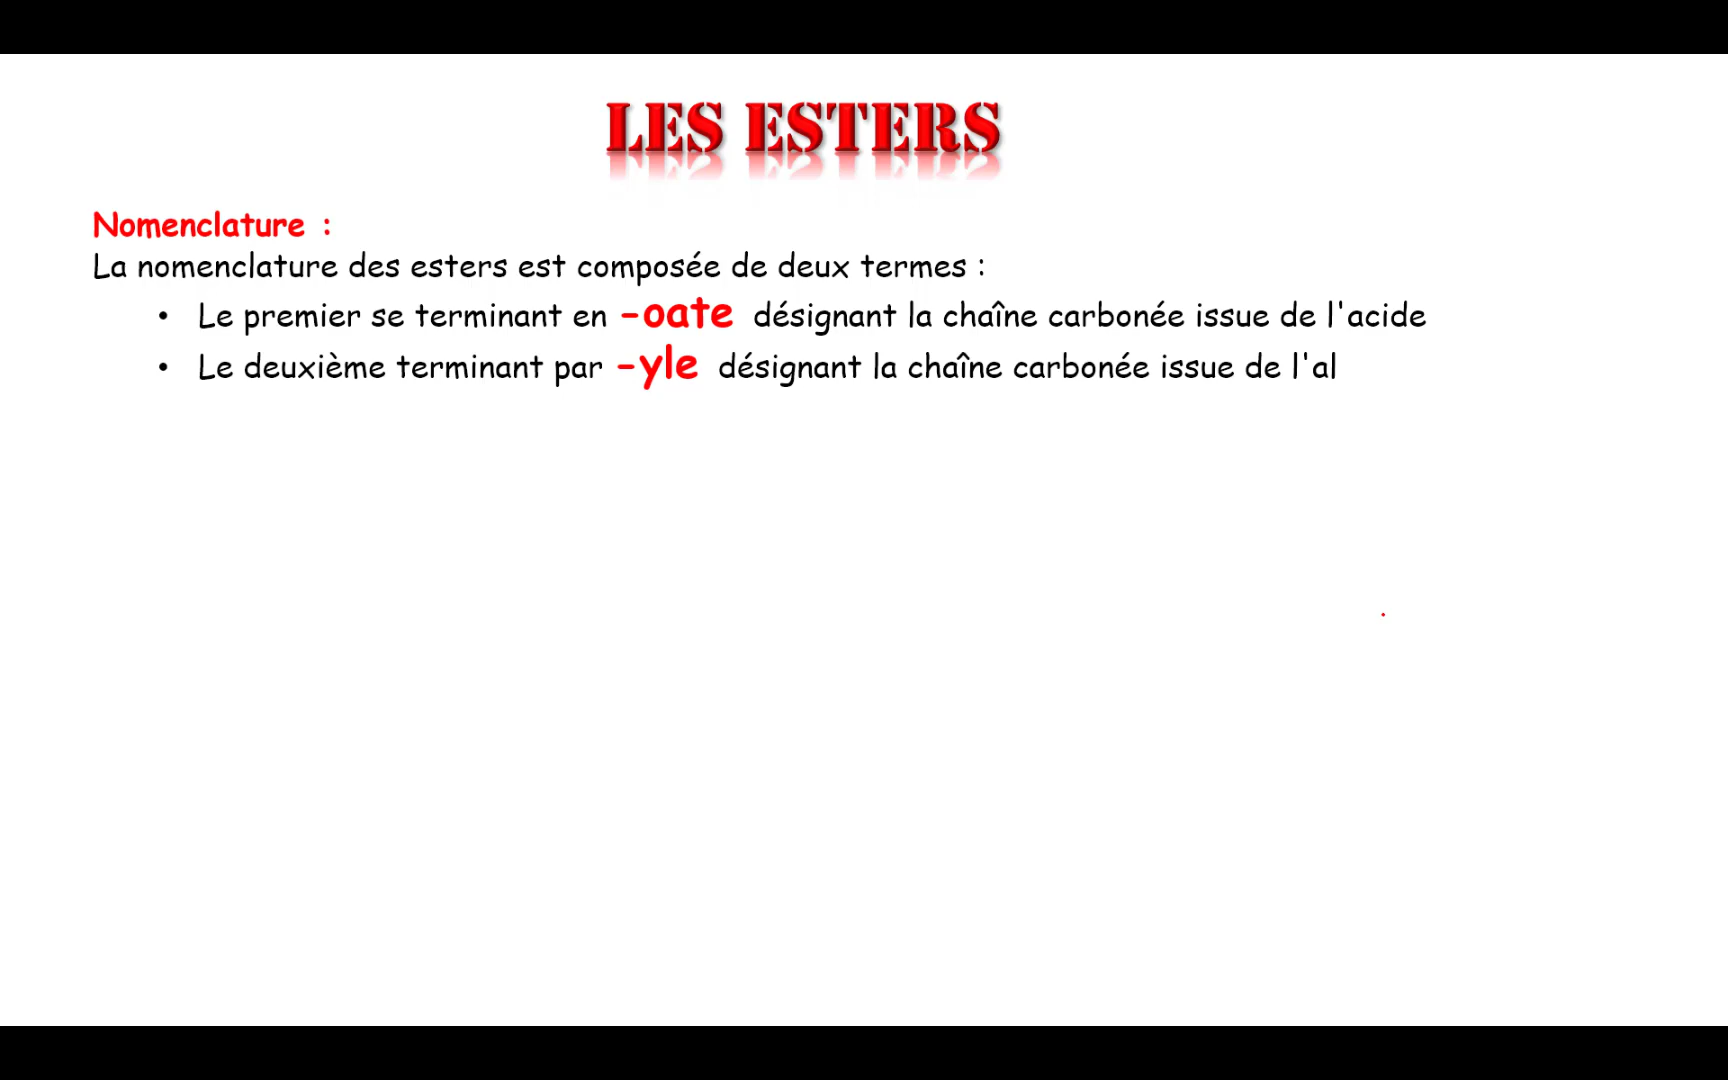 LES ESTERS
Nomenclature :
La nomenclature des esters est composée de deux termes :
• Le premier se terminant en -oate désignant la chaîne carbonée issue de l'acide
• Le deuxième terminant par -yle désignant la chaîne carbonée issue de l'al